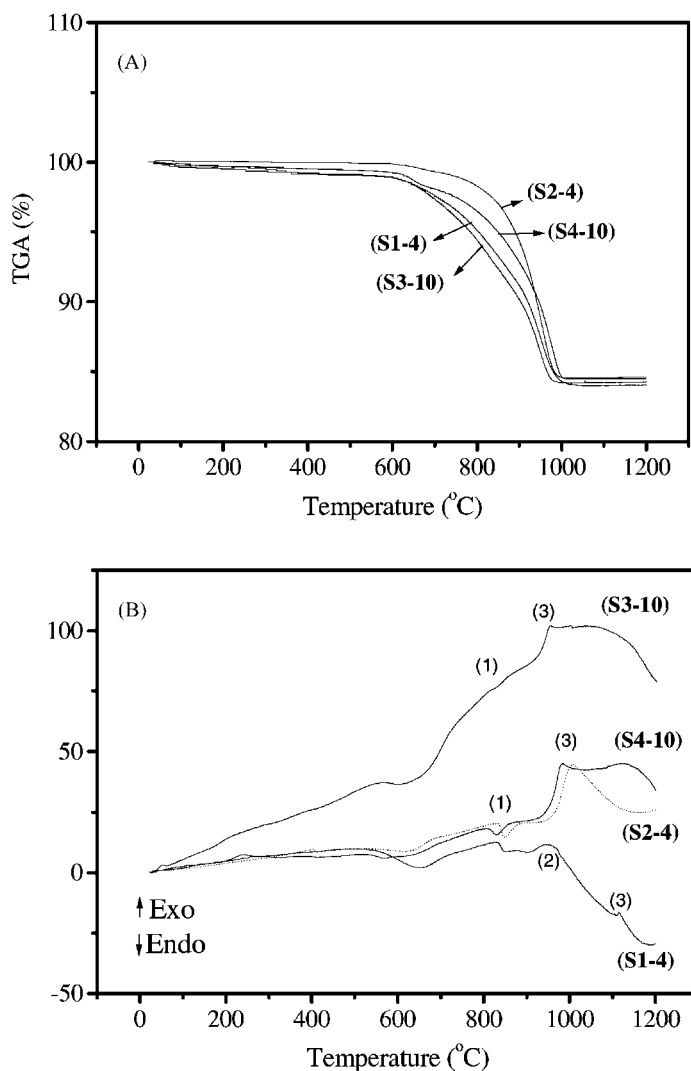 110
(A)
100
(S2-4)
(S4-10)
(S1-4)
(S3-10)
TGA (%)
90
80
0 200 400 600 800 1000 1200
Temperature (°C)
(B)
100
(3)
(S3-10)
(1)
50
(3)
(S4-10)
(1)
(S2-4)
0
(2)
Exo
(3)
Endo
(S1-4)
-50
0 200 400 600 800 1000 1200
Temperature (°C)